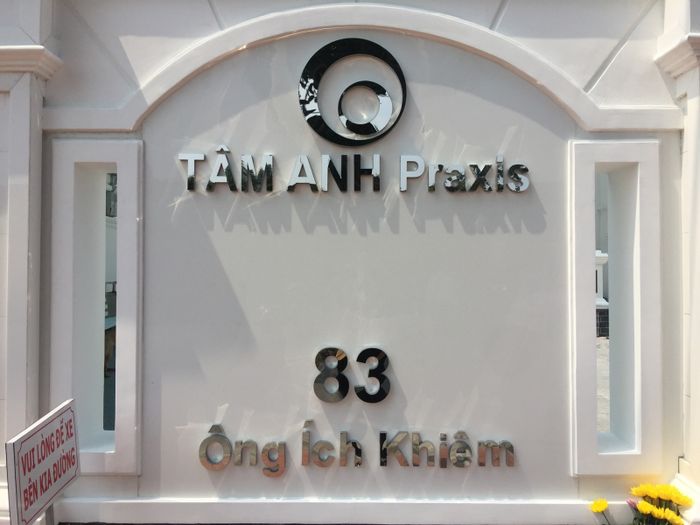 TÂM ANH Praxis
83
Ông Ích Khiêm
VUI LÒNG ĐỂ XE
BÊN KIA ĐƯỜNG